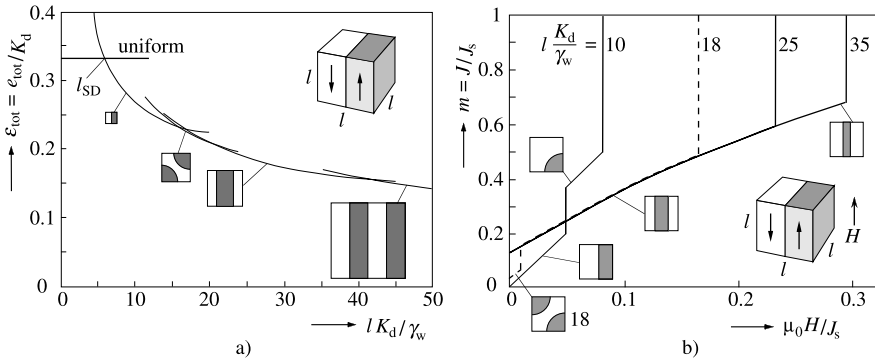 0.4
0.3
0.2
0.1
0
ε_tot = e_tot/K_d
uniform
l_SD
l
l
l
0 10 20 30 40 50
l K_d/γ_w
a)
1
0.8
0.6
0.4
0.2
0
m = J/J_s
l K_d/γ_w = 10 18 25 35
l
l
l
H
18
0 0.1 0.2 0.3
μ₀H/J_s
b)